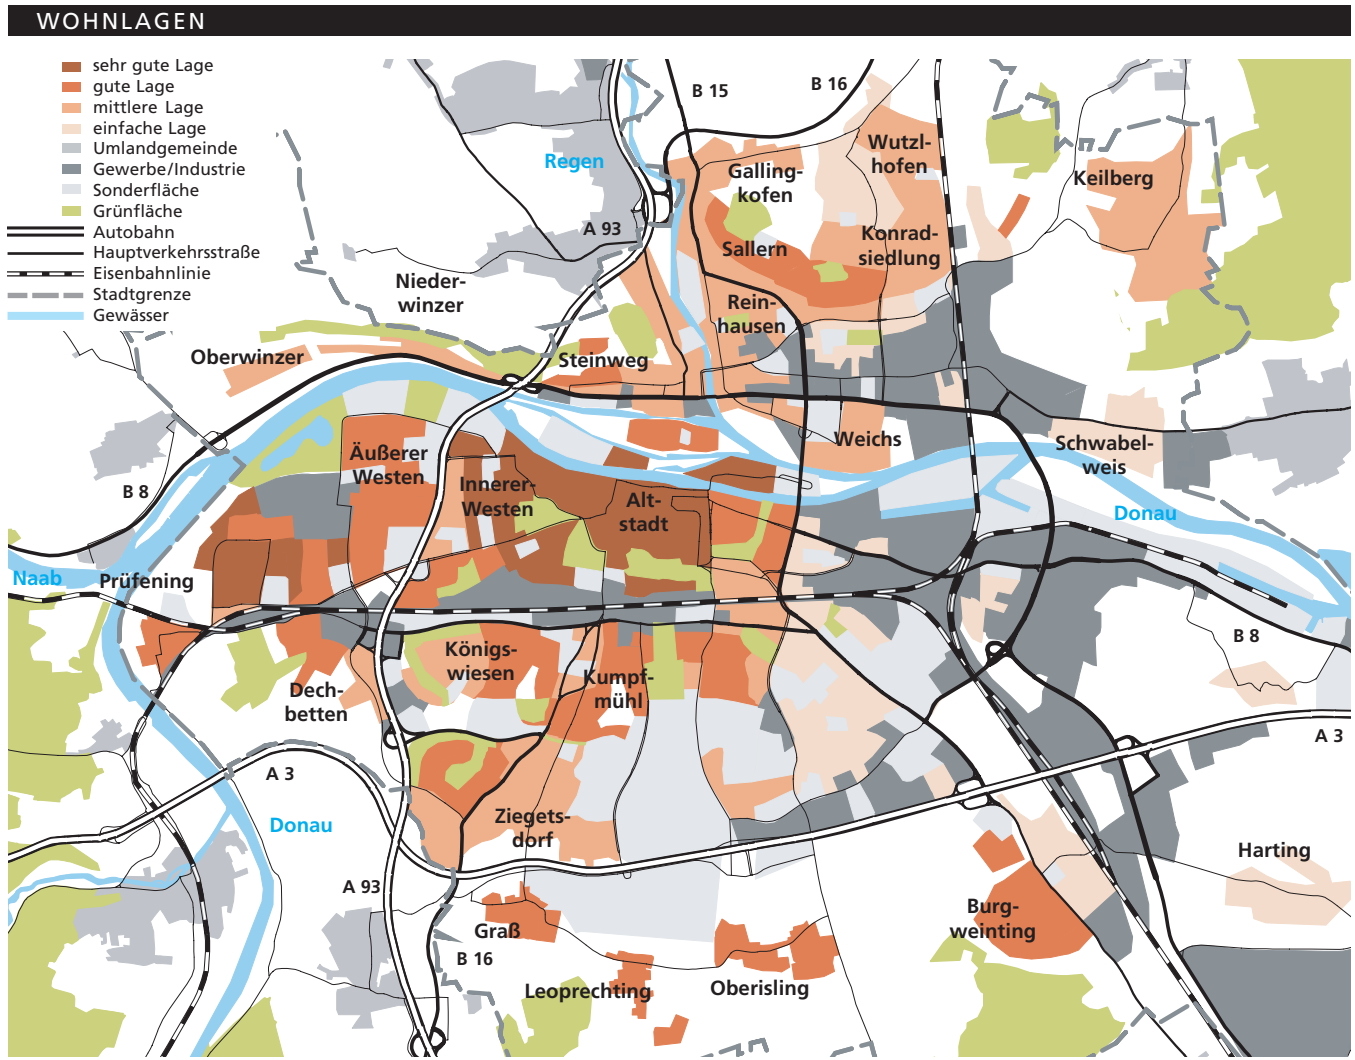 WOHNLAGEN
sehr gute Lage
gute Lage
mittlere Lage
einfache Lage
Umlandgemeinde
Gewerbe/Industrie
Sonderfläche
Grünfläche
Autobahn
Hauptverkehrsstraße
Eisenbahnlinie
Stadtgrenze
Gewässer
B 15
B 16
Regen
Galling-
kofen
Wutzl-
hofen
Keilberg
A 93
Sallern
Konrad-
siedlung
Nieder-
winzer
Rein-
hausen
Oberwinzer
Steinweg
Äußerer
Westen
Weichs
Schwabel-
weis
B 8
Innerer-
Westen
Alt-
stadt
Donau
Naab
Prüfening
B 8
Königs-
wiesen
Kumpf-
mühl
Dech-
betten
A 3
A 3
Donau
Ziegets-
dorf
Harting
A 93
Burg-
weinting
Graß
B 16
Leoprechting
Oberisling